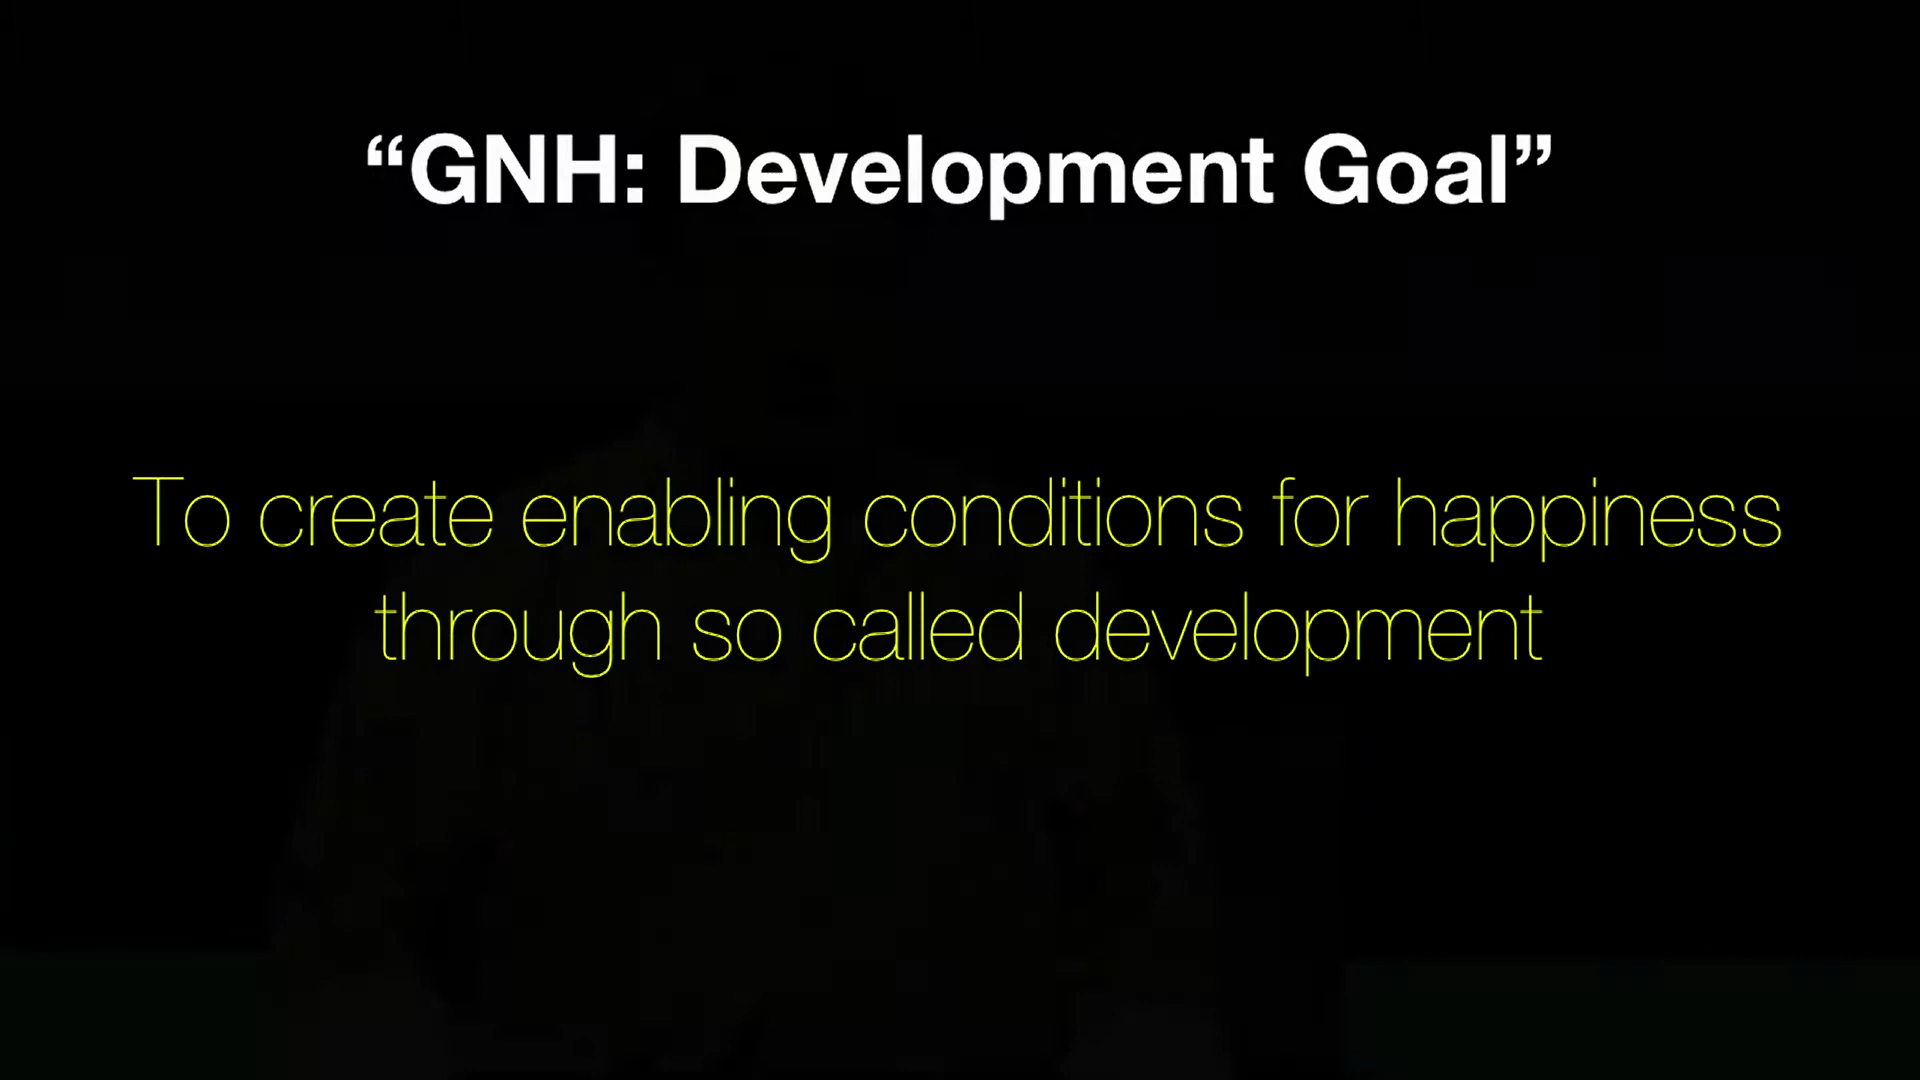 “GNH: Development Goal”
To create enabling conditions for happiness
through so called development